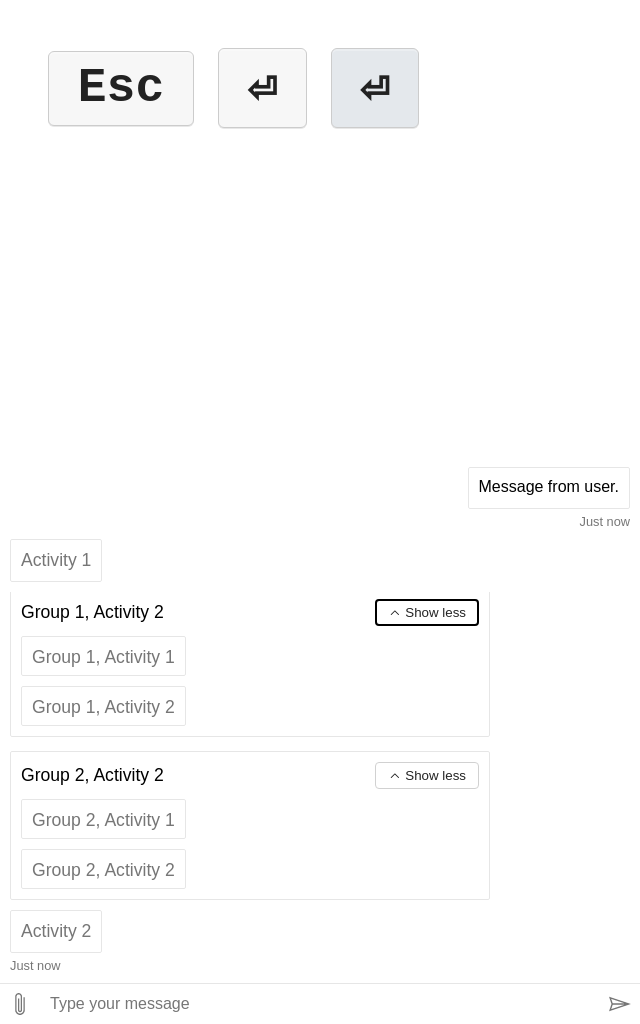 Esc ⏎ ⏎
Message from user.
Just now
Activity 1
Group 1, Activity 2
Show less
Group 1, Activity 1
Group 1, Activity 2
Group 2, Activity 2
Show less
Group 2, Activity 1
Group 2, Activity 2
Activity 2
Just now
Type your message